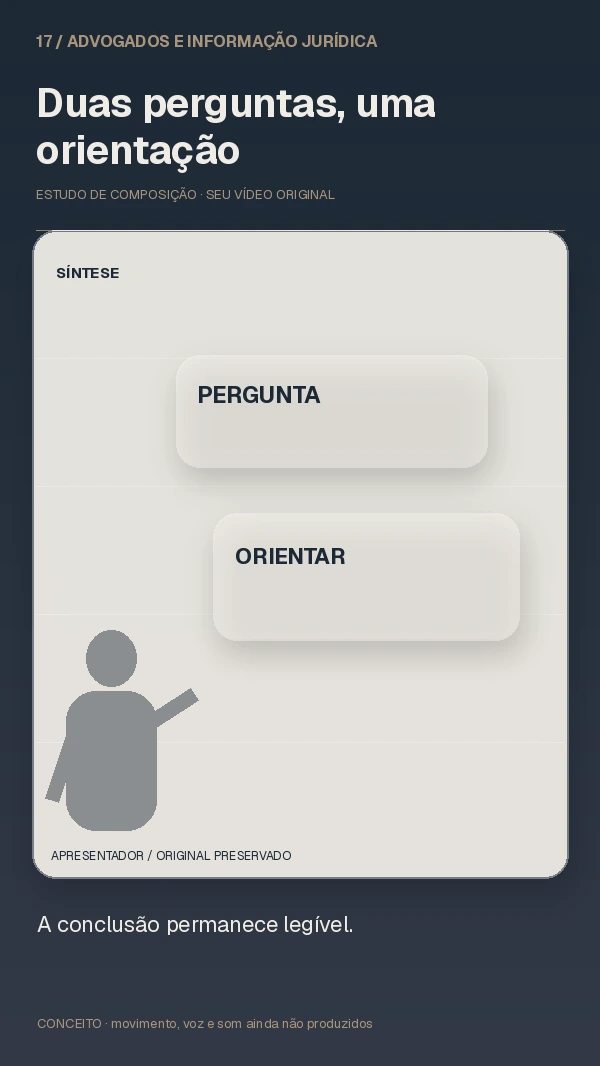 17 / ADVOGADOS E INFORMAÇÃO JURÍDICA
Duas perguntas, uma
orientação
ESTUDO DE COMPOSIÇÃO · SEU VÍDEO ORIGINAL
SÍNTESE
PERGUNTA
ORIENTAR
APRESENTADOR / ORIGINAL PRESERVADO
A conclusão permanece legível.
CONCEITO · movimento, voz e som ainda não produzidos